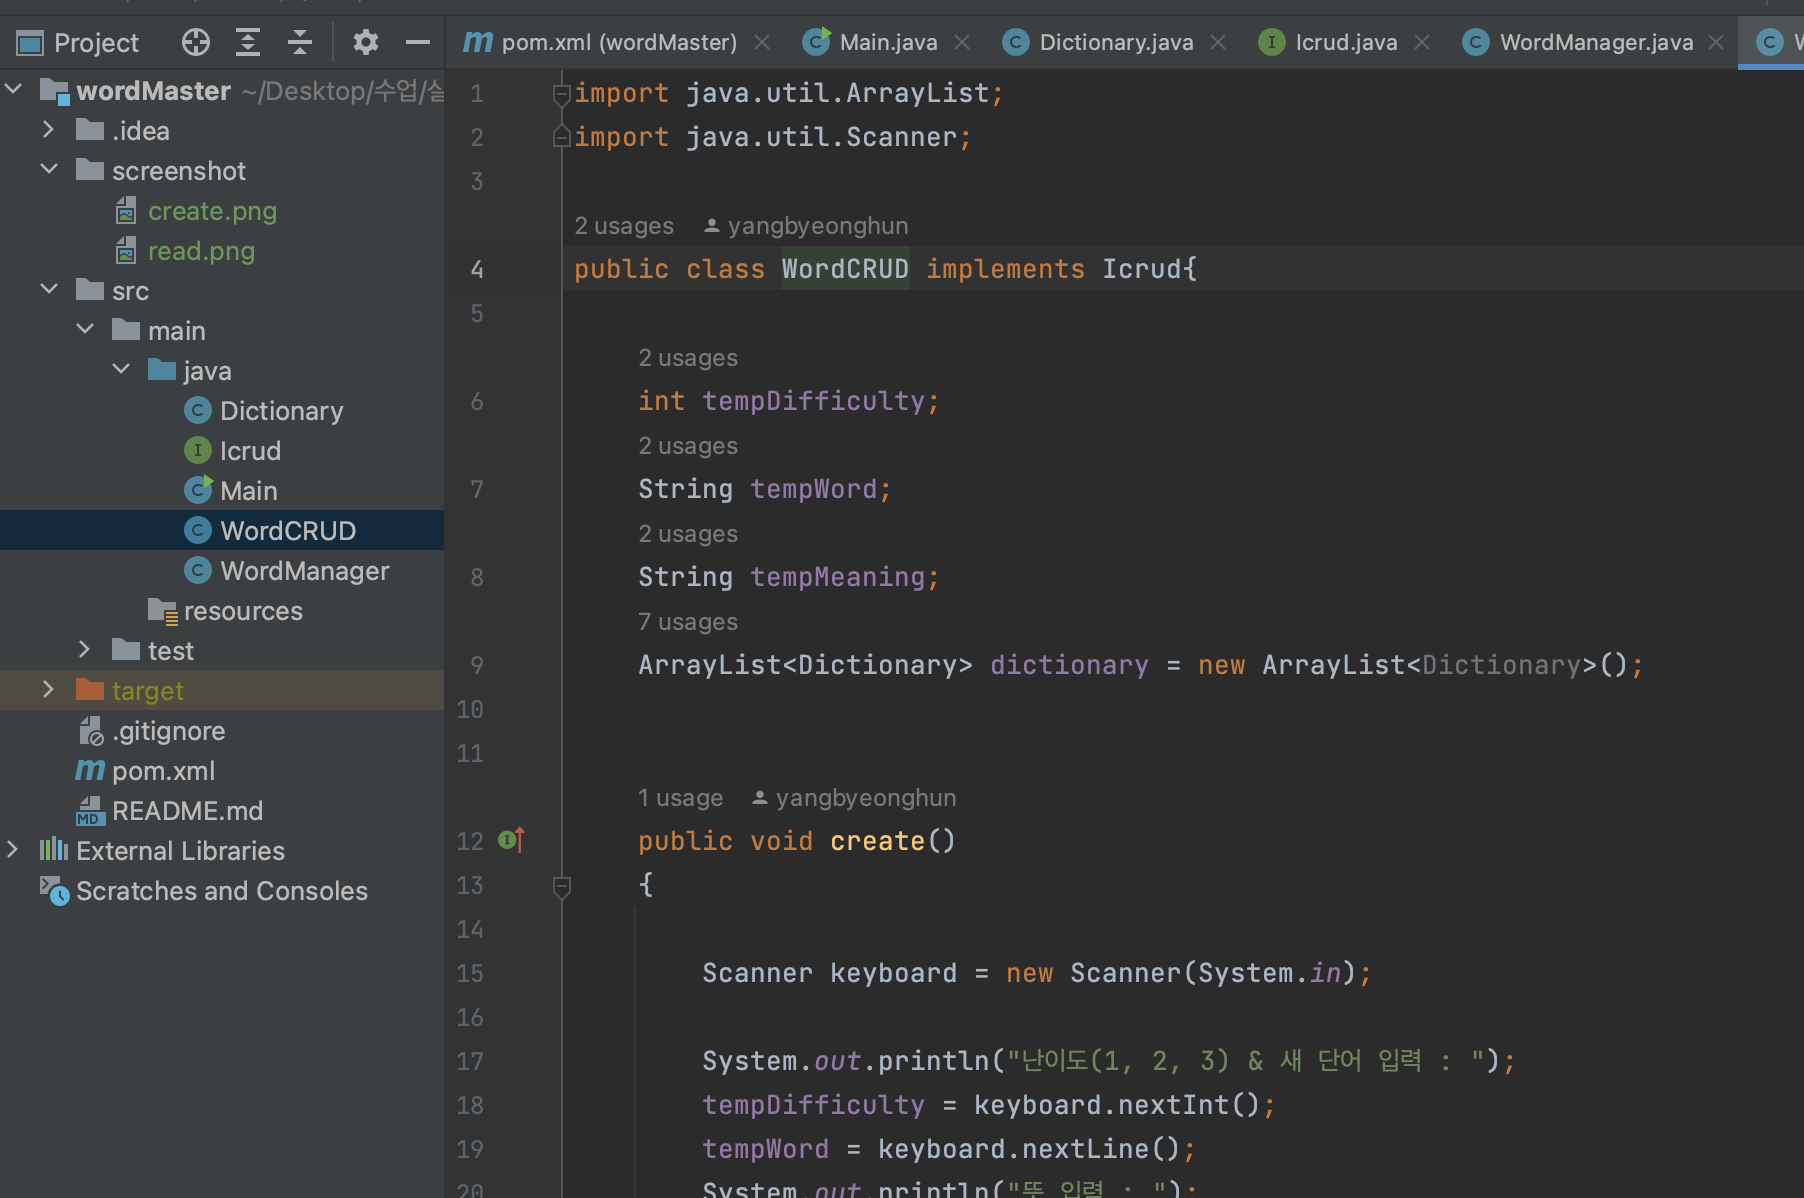 Project
pom.xml (wordMaster)
Main.java
Dictionary.java
Icrud.java
WordManager.java
wordMaster ~/Desktop/수업/
.idea
screenshot
create.png
read.png
src
main
java
Dictionary
Icrud
Main
WordCRUD
WordManager
resources
test
target
.gitignore
pom.xml
README.md
External Libraries
Scratches and Consoles
1 import java.util.ArrayList;
2 import java.util.Scanner;
3
2 usages yangbyeonghun
4 public class WordCRUD implements Icrud{
5
2 usages
6 int tempDifficulty;
2 usages
7 String tempWord;
2 usages
8 String tempMeaning;
7 usages
9 ArrayList<Dictionary> dictionary = new ArrayList<Dictionary>();
10
11
1 usage yangbyeonghun
12 public void create()
13 {
14
15 Scanner keyboard = new Scanner(System.in);
16
17 System.out.println("난이도(1, 2, 3) & 새 단어 입력 : ");
18 tempDifficulty = keyboard.nextInt();
19 tempWord = keyboard.nextLine();
20 System.out.println("뜻 입력 : ");